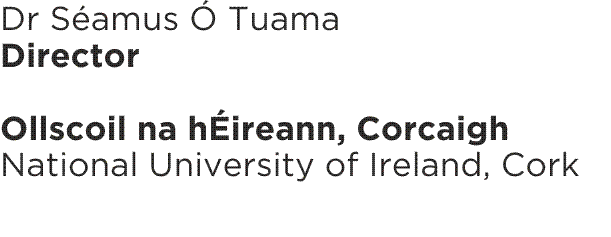 Dr Séamus Ó Tuama
Director
Ollscoil na hÉireann, Corcaigh
National University of Ireland, Cork